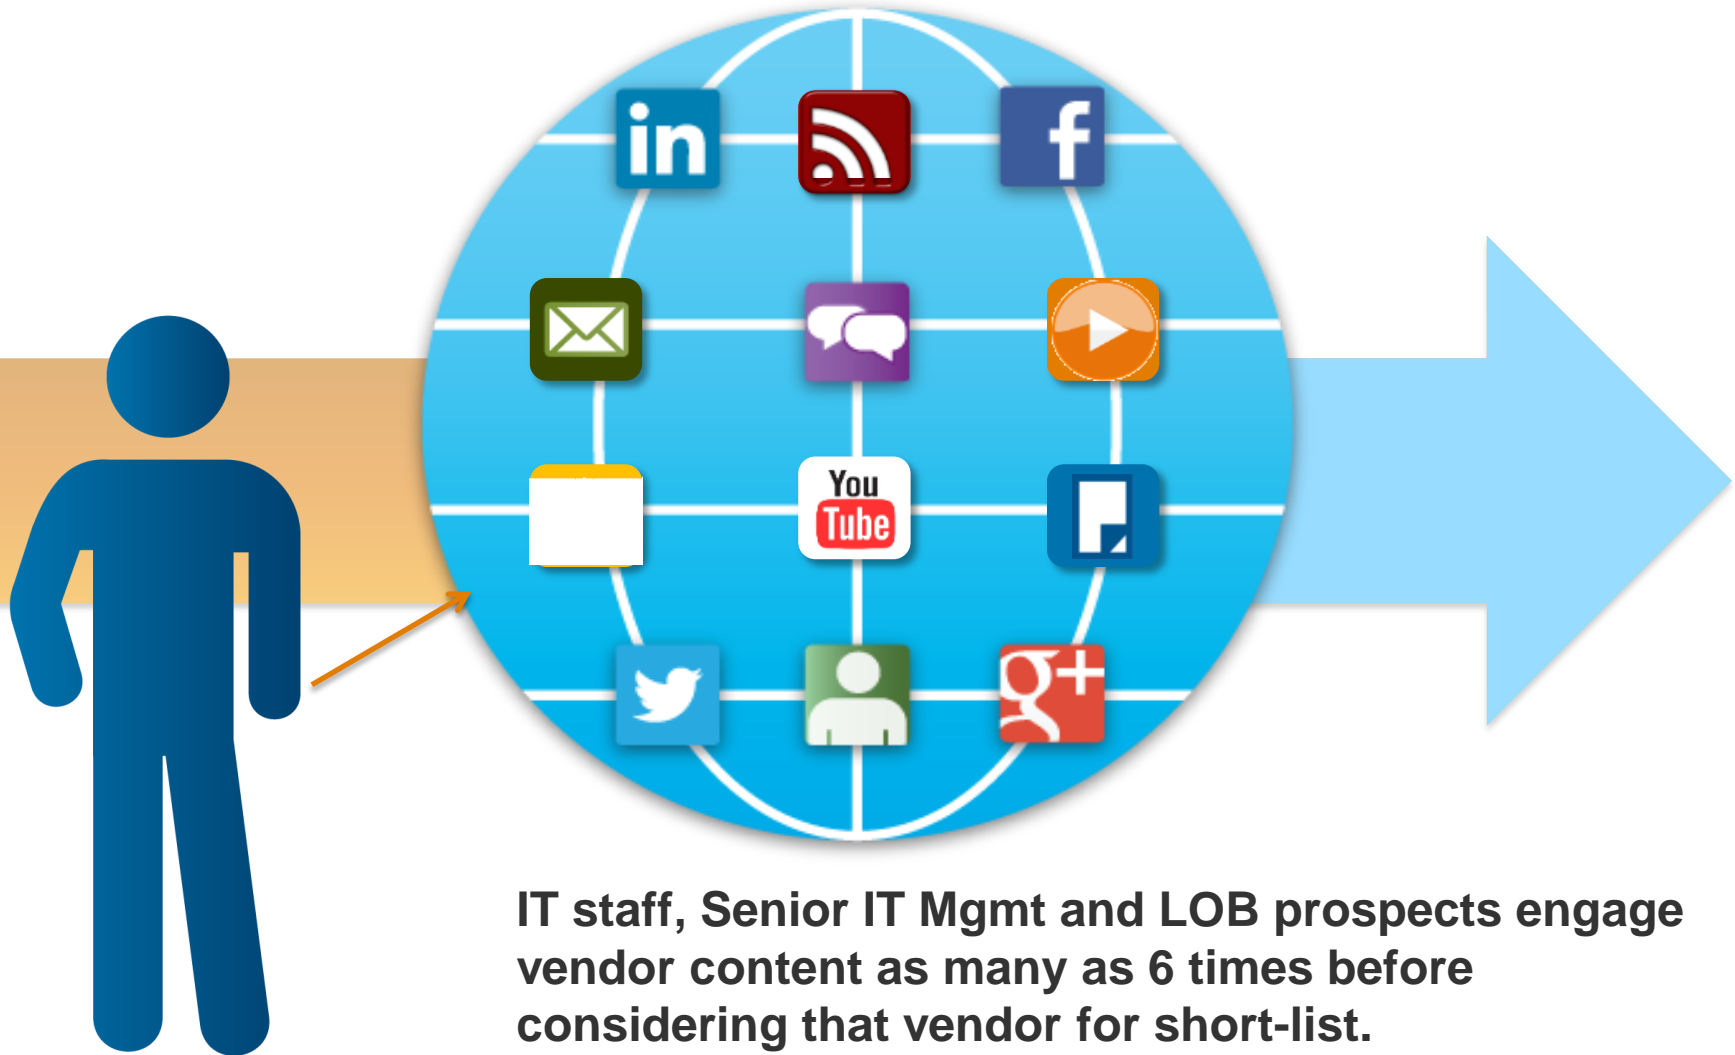 in
f
You
Tube
g+
IT staff, Senior IT Mgmt and LOB prospects engage
vendor content as many as 6 times before
considering that vendor for short-list.